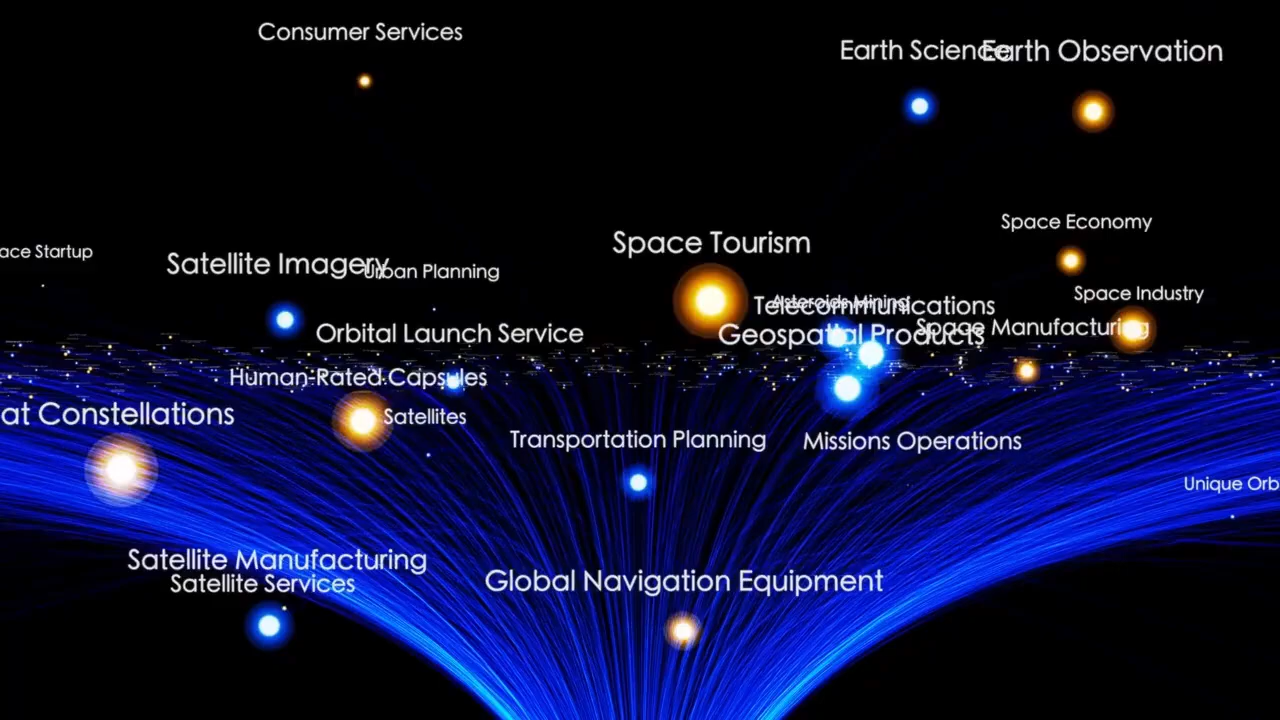 Consumer Services
Earth Science
Earth Observation
Space Economy
Space Tourism
ace Startup
Satellite Imagery
Urban Planning
Space Industry
Asteroids Mining
Telecommunications
Space Manufacturing
Orbital Launch Service
Geospatial Products
Human-Rated Capsules
at Constellations
Satellites
Transportation Planning
Missions Operations
Unique Orb
Satellite Manufacturing
Satellite Services
Global Navigation Equipment